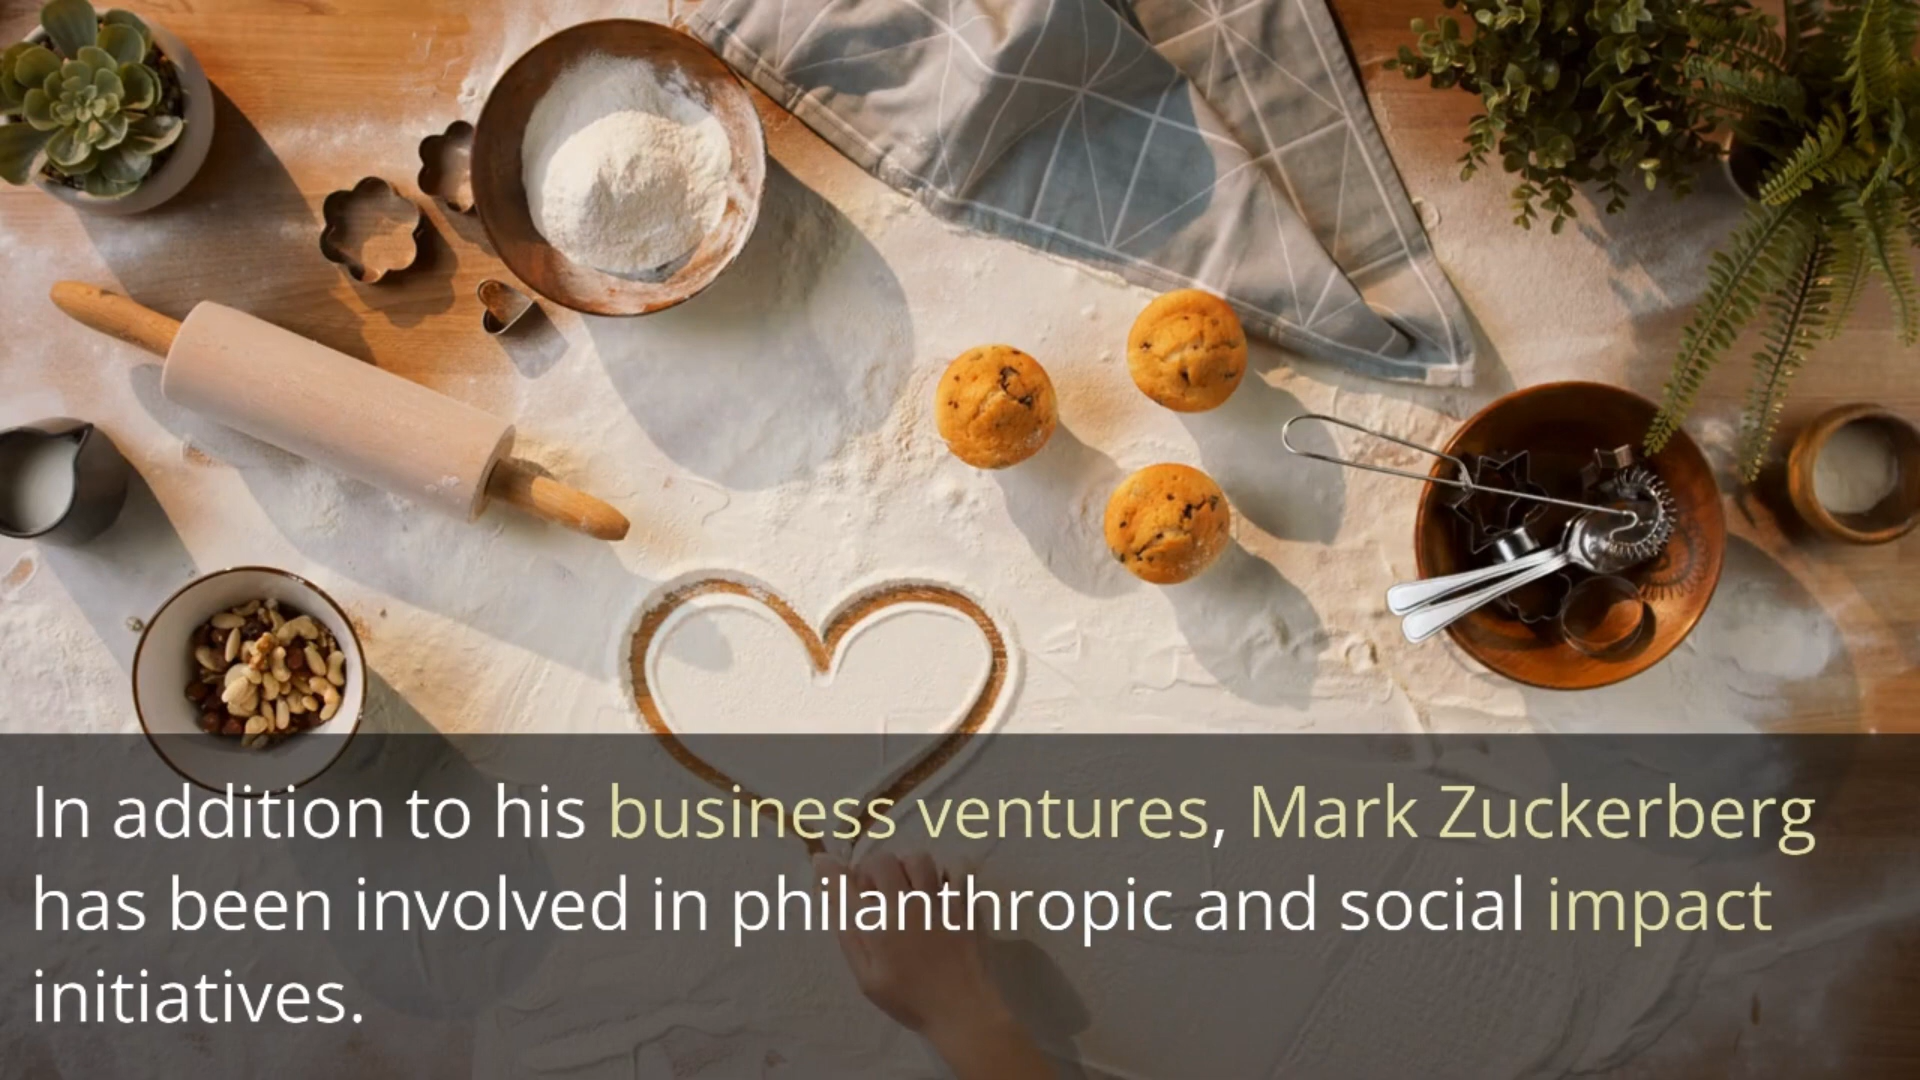 In addition to his business ventures, Mark Zuckerberg
has been involved in philanthropic and social impact
initiatives.